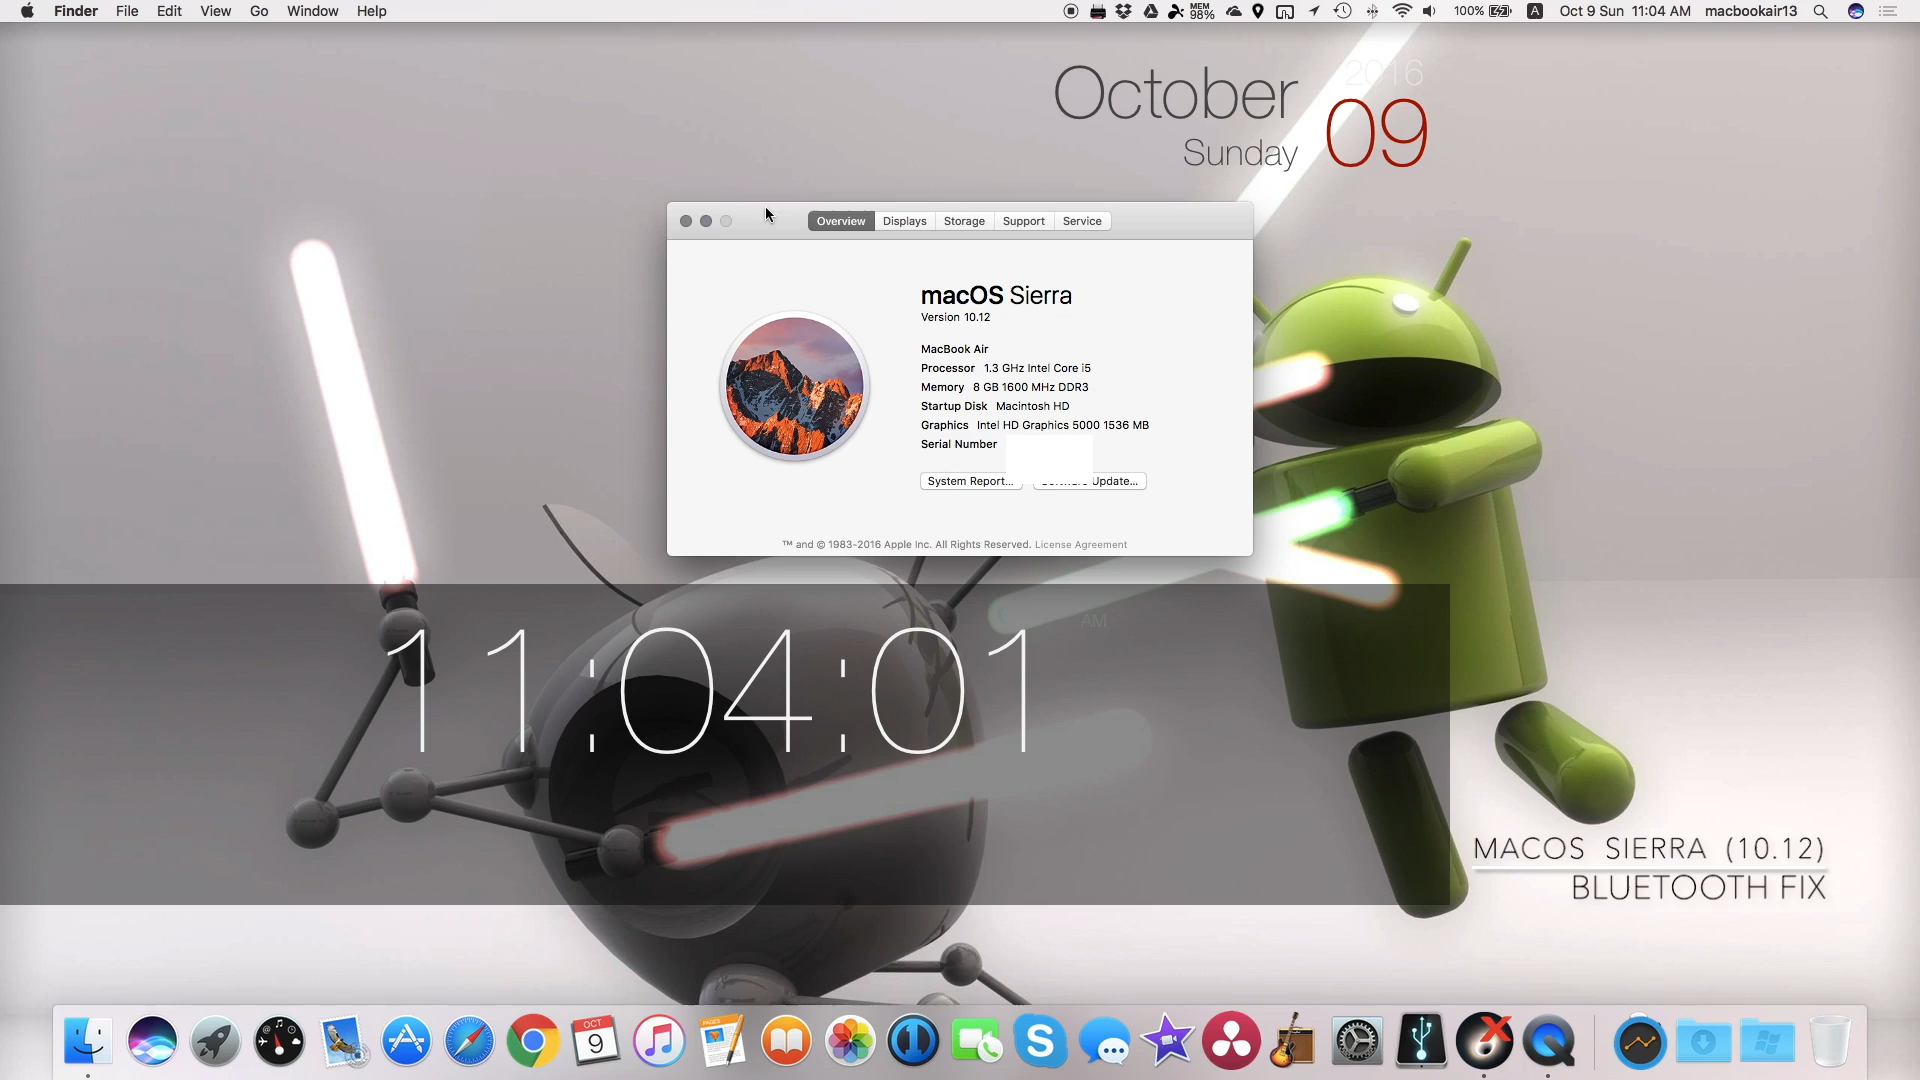 Finder File Edit View Go Window Help
MEM 98% 100% A Oct 9 Sun 11:04 AM macbookair13
2016
October 09
Sunday
Overview Displays Storage Support Service
macOS Sierra
Version 10.12
MacBook Air
Processor 1.3 GHz Intel Core i5
Memory 8 GB 1600 MHz DDR3
Startup Disk Macintosh HD
Graphics Intel HD Graphics 5000 1536 MB
Serial Number
System Report... Update...
™ and © 1983-2016 Apple Inc. All Rights Reserved. License Agreement
AM
11:04:01
MACOS SIERRA (10.12)
BLUETOOTH FIX
OCT
9
PAGES